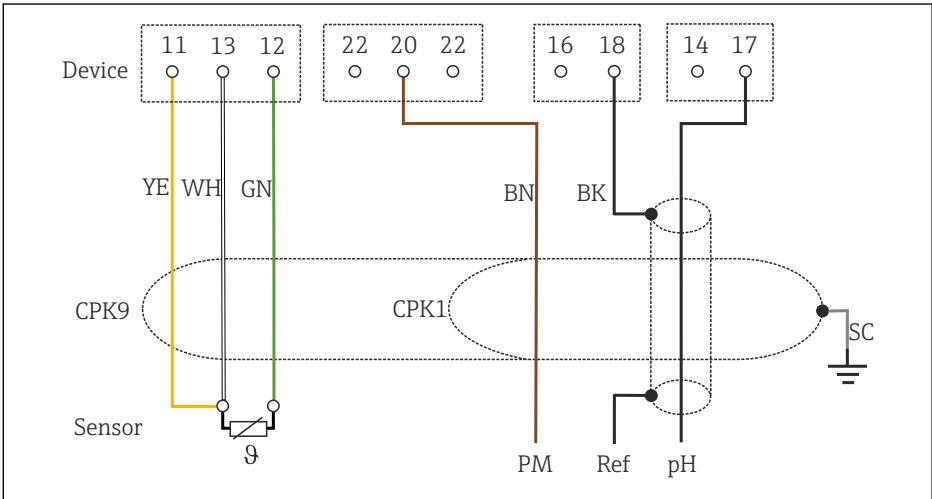 11 13 12 22 20 22 16 18 14 17
Device
YE WH GN BN BK
CPK9 CPK1
SC
Sensor
ϑ
PM Ref pH